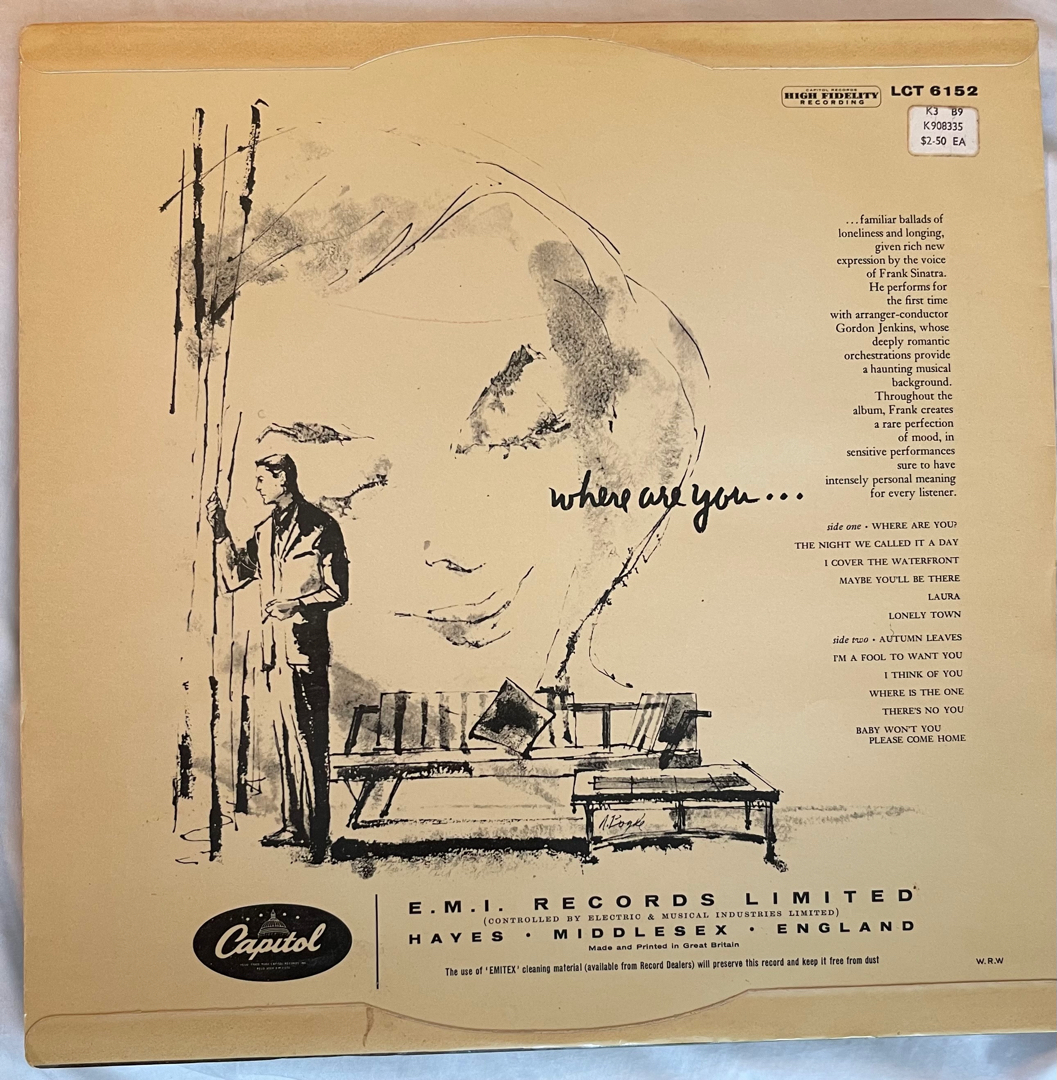 CAPITOL RECORDS
HIGH FIDELITY
RECORDING
LCT 6152
K3 B9
K908335
$2-50 EA
...familiar ballads of
loneliness and longing,
given rich new
expression by the voice
of Frank Sinatra.
He performs for
the first time
with arranger-conductor
Gordon Jenkins, whose
deeply romantic
orchestrations provide
a haunting musical
background.
Throughout the
album, Frank creates
a rare perfection
of mood, in
sensitive performances
sure to have
intensely personal meaning
for every listener.
where are you...
side one • WHERE ARE YOU?
THE NIGHT WE CALLED IT A DAY
I COVER THE WATERFRONT
MAYBE YOU'LL BE THERE
LAURA
LONELY TOWN
side two • AUTUMN LEAVES
I'M A FOOL TO WANT YOU
I THINK OF YOU
WHERE IS THE ONE
THERE'S NO YOU
BABY WON'T YOU
PLEASE COME HOME
Capitol
E.M.I. RECORDS LIMITED
(CONTROLLED BY ELECTRIC & MUSICAL INDUSTRIES LIMITED)
HAYES • MIDDLESEX • ENGLAND
Made and Printed in Great Britain
The use of 'EMITEX' cleaning material (available from Record Dealers) will preserve this record and keep it free from dust
W.R.W